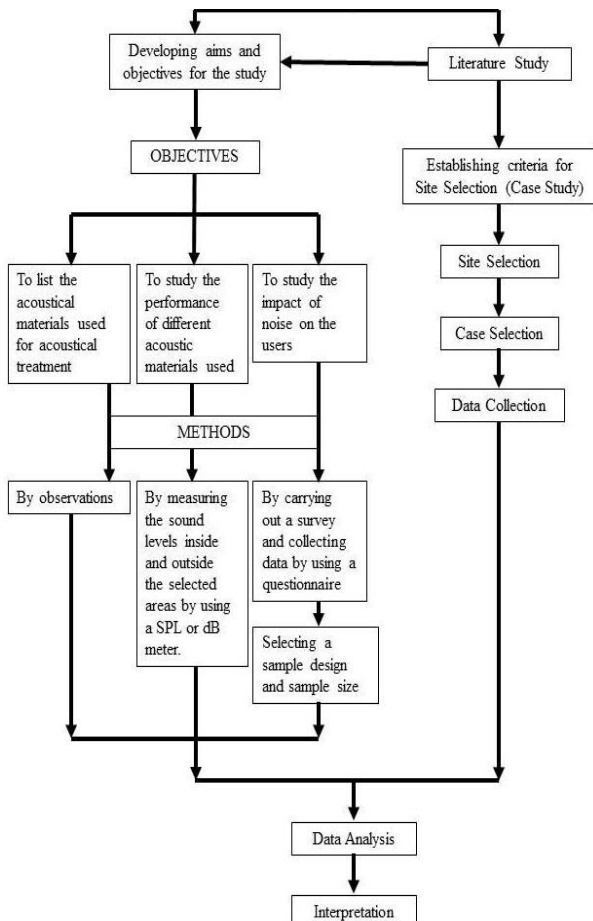 Developing aims and
objectives for the study
Literature Study
OBJECTIVES
Establishing criteria for
Site Selection (Case Study)
Site Selection
To list the
acoustical
materials used
for acoustical
treatment
To study the
performance
of different
acoustic
materials used
To study the
impact of
noise on the
users
Case Selection
Data Collection
METHODS
By observations
By measuring
the sound
levels inside
and outside
the selected
areas by using
a SPL or dB
meter.
By carrying
out a survey
and collecting
data by using a
questionnaire
Selecting a
sample design
and sample size
Data Analysis
Interpretation